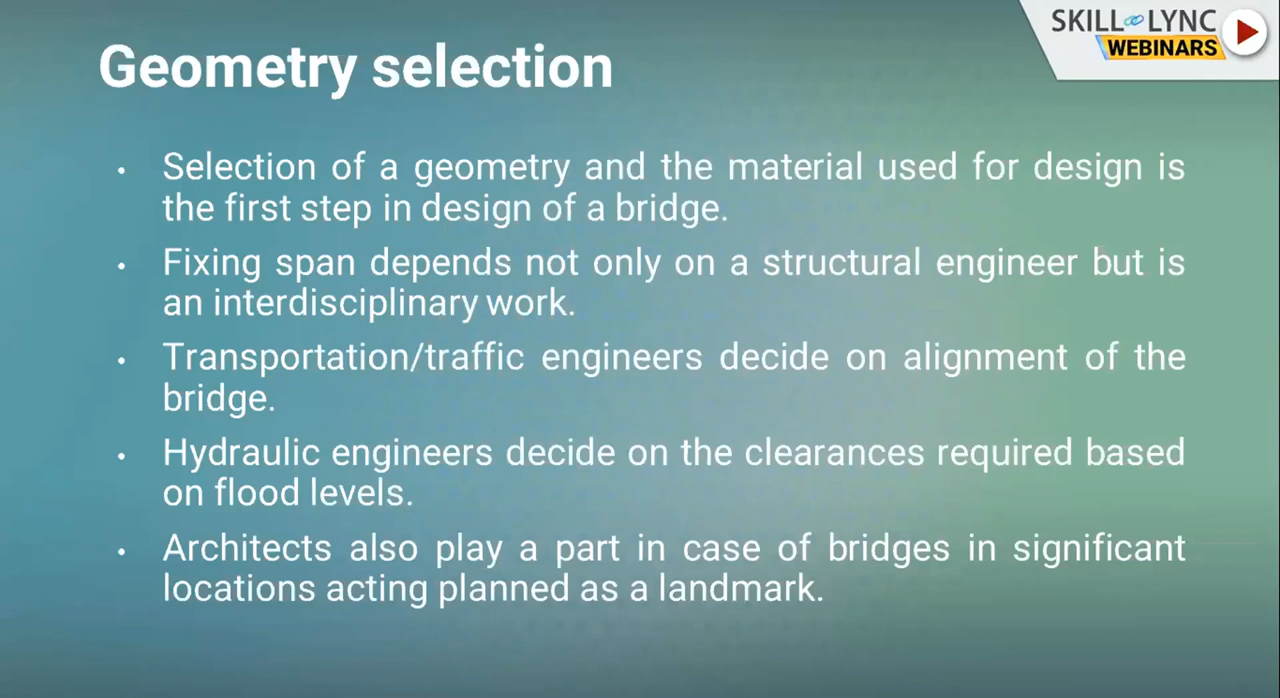 SKILL LYNC
WEBINARS
Geometry selection
• Selection of a geometry and the material used for design is
the first step in design of a bridge.
• Fixing span depends not only on a structural engineer but is
an interdisciplinary work.
• Transportation/traffic engineers decide on alignment of the
bridge.
• Hydraulic engineers decide on the clearances required based
on flood levels.
• Architects also play a part in case of bridges in significant
locations acting planned as a landmark.